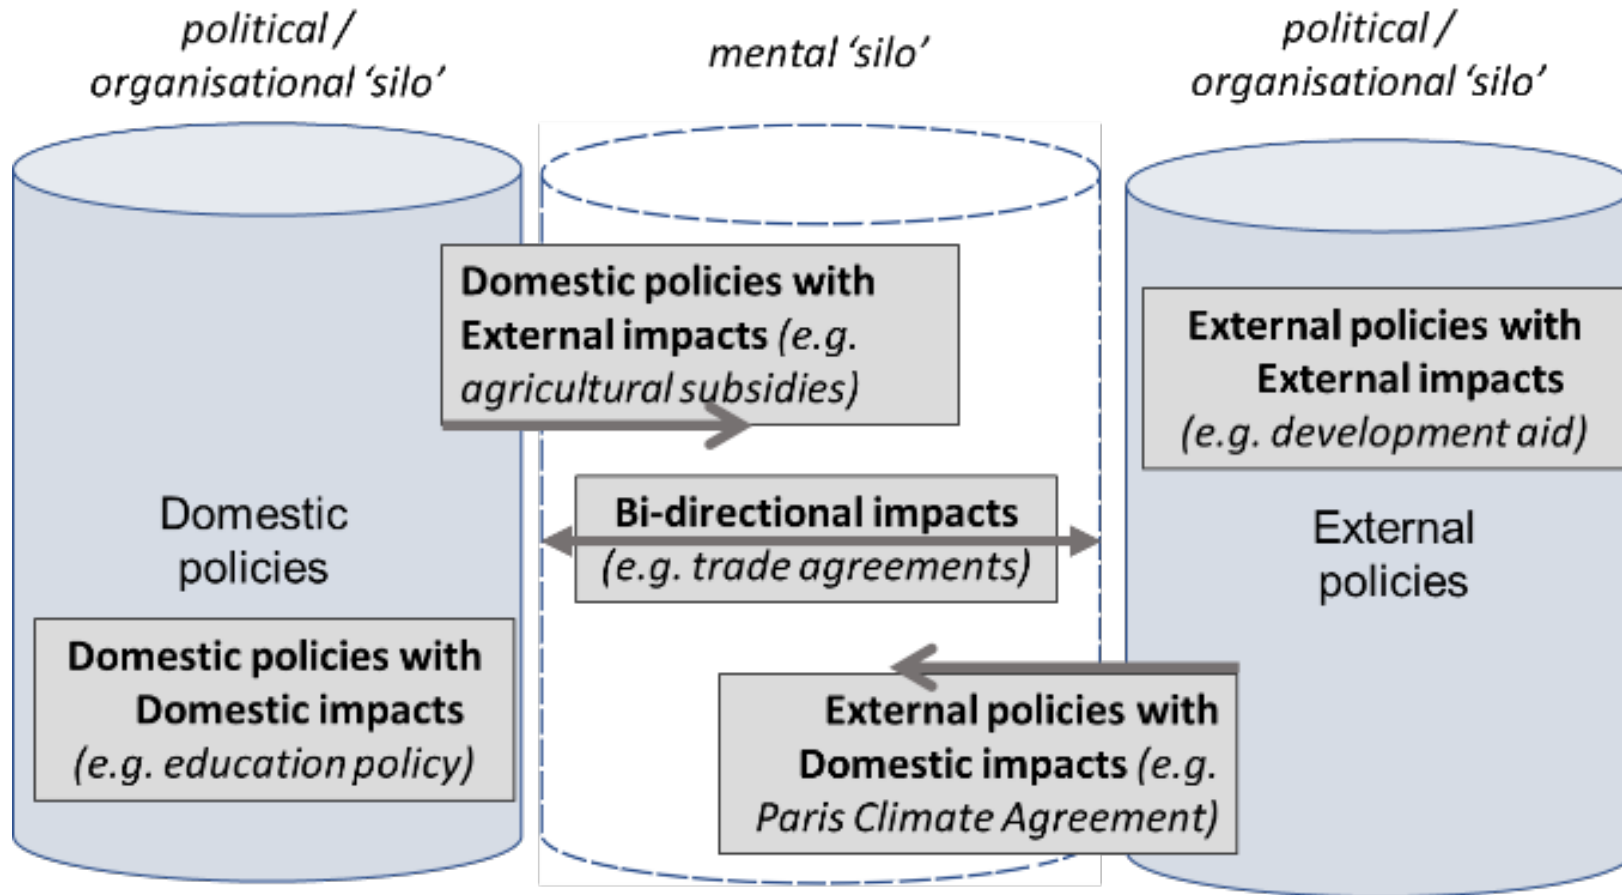 political /
organisational ‘silo’
mental ‘silo’
political /
organisational ‘silo’
Domestic policies with
External impacts (e.g.
agricultural subsidies)
External policies with
External impacts
(e.g. development aid)
Bi-directional impacts
(e.g. trade agreements)
Domestic
policies
External
policies
Domestic policies with
Domestic impacts
(e.g. education policy)
External policies with
Domestic impacts (e.g.
Paris Climate Agreement)